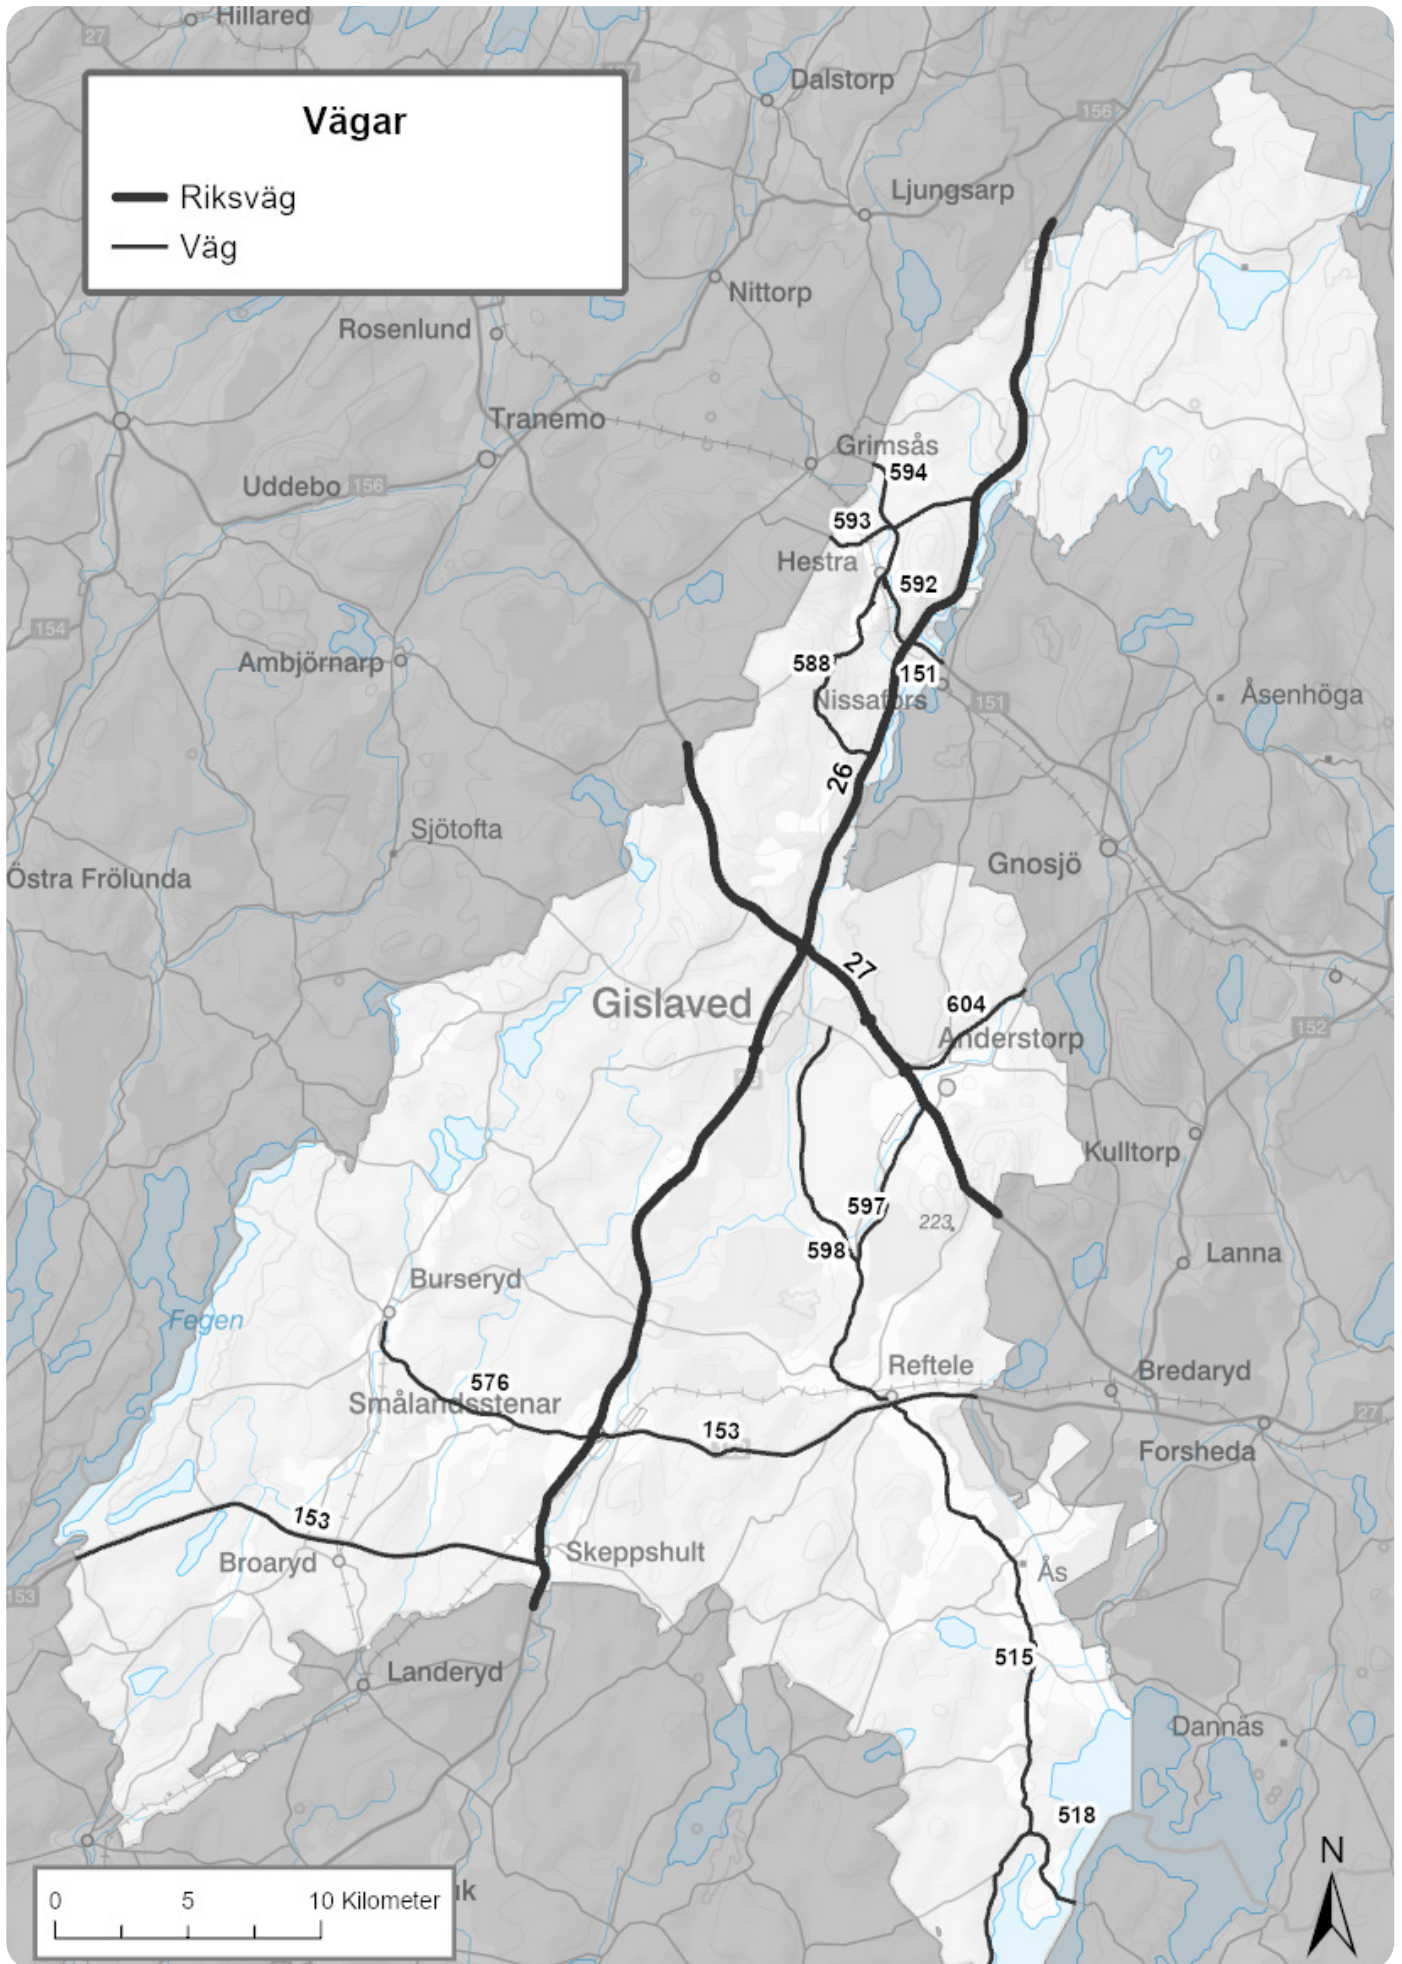 Hillared
27
Dalstorp
156
Vägar
Riksväg
Väg
Ljungsarp
Nittorp
Rosenlund
Tranemo
Grimsås
594
Uddebo
156
593
Hestra
592
154
588
Ambjörnarp
151
Nissafors
151
Åsenhöga
26
Sjötofta
Gnosjö
Östra Frölunda
27
Gislaved
604
152
Anderstorp
Kulltorp
597
223
598
Lanna
Burseryd
Fegen
Reftele
Bredaryd
576
Smålandsstenar
153
27
Forsheda
153
Broaryd
Skeppshult
Ås
153
515
Landeryd
Dannäs
518
N
uk
0 5 10 Kilometer